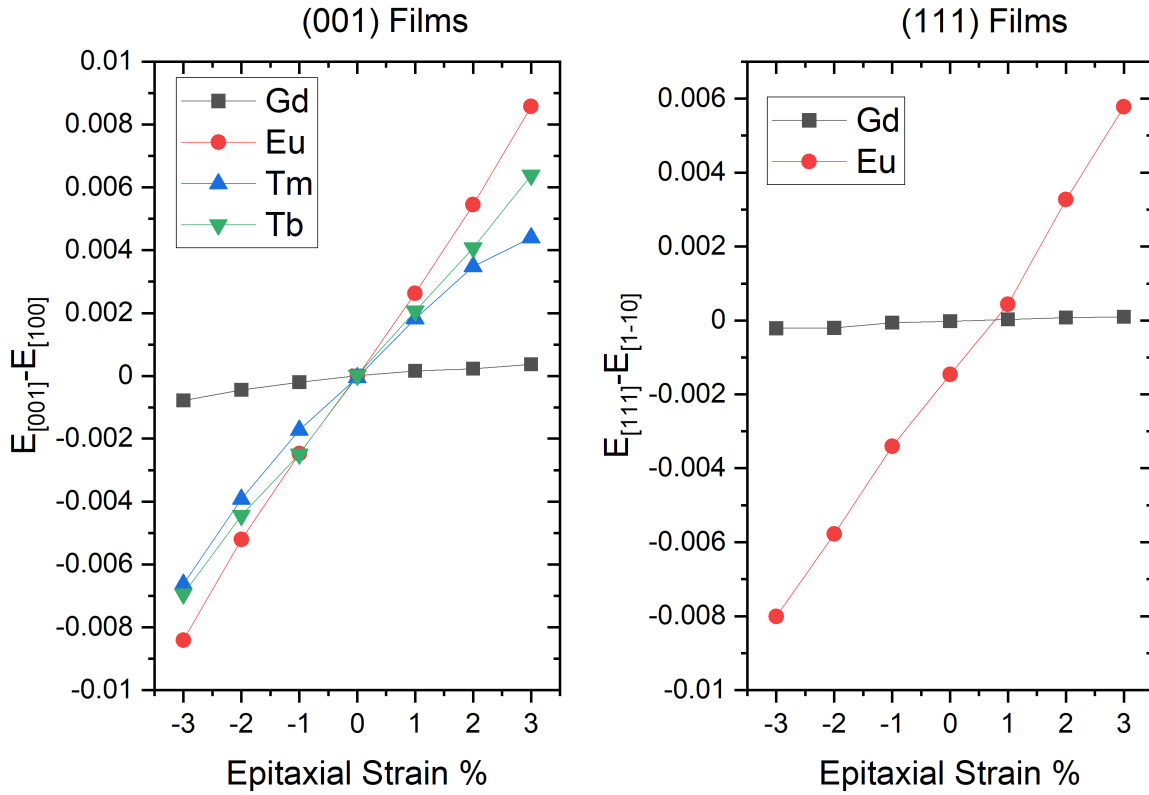 (001) Films
0.01
0.008
0.006
0.004
0.002
0
-0.002
-0.004
-0.006
-0.008
-0.01
E[001]-E[100]
Gd
Eu
Tm
Tb
-3 -2 -1 0 1 2 3
Epitaxial Strain %
(111) Films
0.006
0.004
0.002
0
-0.002
-0.004
-0.006
-0.008
-0.01
E[111]-E[1-10]
Gd
Eu
-3 -2 -1 0 1 2 3
Epitaxial Strain %